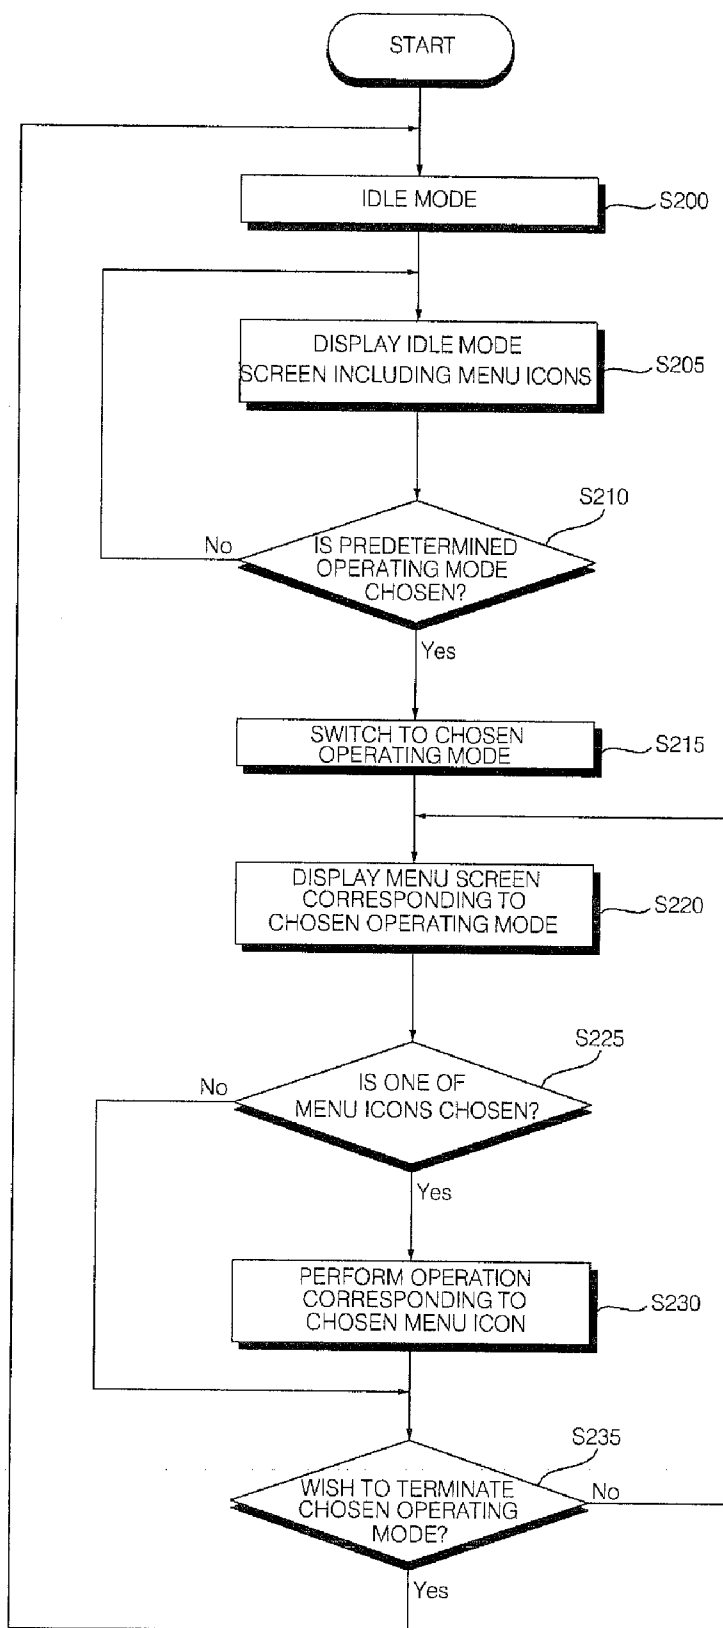 START
IDLE MODE
S200
DISPLAY IDLE MODE
SCREEN INCLUDING MENU ICONS
S205
S210
No
IS PREDETERMINED
OPERATING MODE
CHOSEN?
Yes
SWITCH TO CHOSEN
OPERATING MODE
S215
DISPLAY MENU SCREEN
CORRESPONDING TO
CHOSEN OPERATING MODE
S220
S225
No
IS ONE OF
MENU ICONS CHOSEN?
Yes
PERFORM OPERATION
CORRESPONDING TO
CHOSEN MENU ICON
S230
S235
WISH TO TERMINATE
CHOSEN OPERATING
MODE?
No
Yes